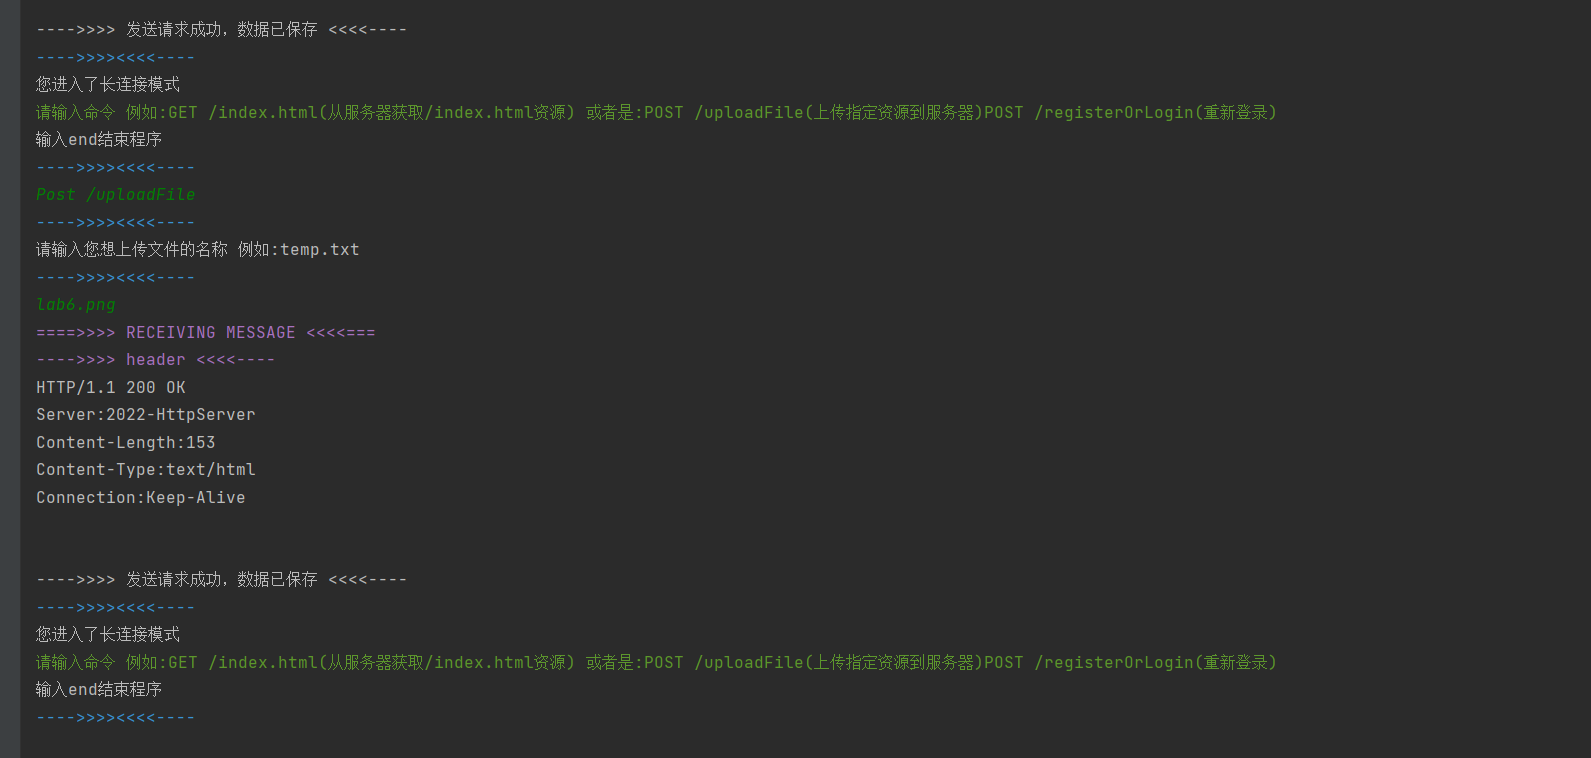 ---->>>> 发送请求成功，数据已保存 <<<<----
---->>>><<<<----
您进入了长连接模式
请输入命令 例如:GET /index.html(从服务器获取/index.html资源) 或者是:POST /uploadFile(上传指定资源到服务器)POST /registerOrLogin(重新登录)
输入end结束程序
---->>>><<<<----
Post /uploadFile
---->>>><<<<----
请输入您想上传文件的名称 例如:temp.txt
---->>>><<<<----
lab6.png
====>>>> RECEIVING MESSAGE <<<<===
---->>>> header <<<<----
HTTP/1.1 200 OK
Server:2022-HttpServer
Content-Length:153
Content-Type:text/html
Connection:Keep-Alive
---->>>> 发送请求成功，数据已保存 <<<<----
---->>>><<<<----
您进入了长连接模式
请输入命令 例如:GET /index.html(从服务器获取/index.html资源) 或者是:POST /uploadFile(上传指定资源到服务器)POST /registerOrLogin(重新登录)
输入end结束程序
---->>>><<<<----